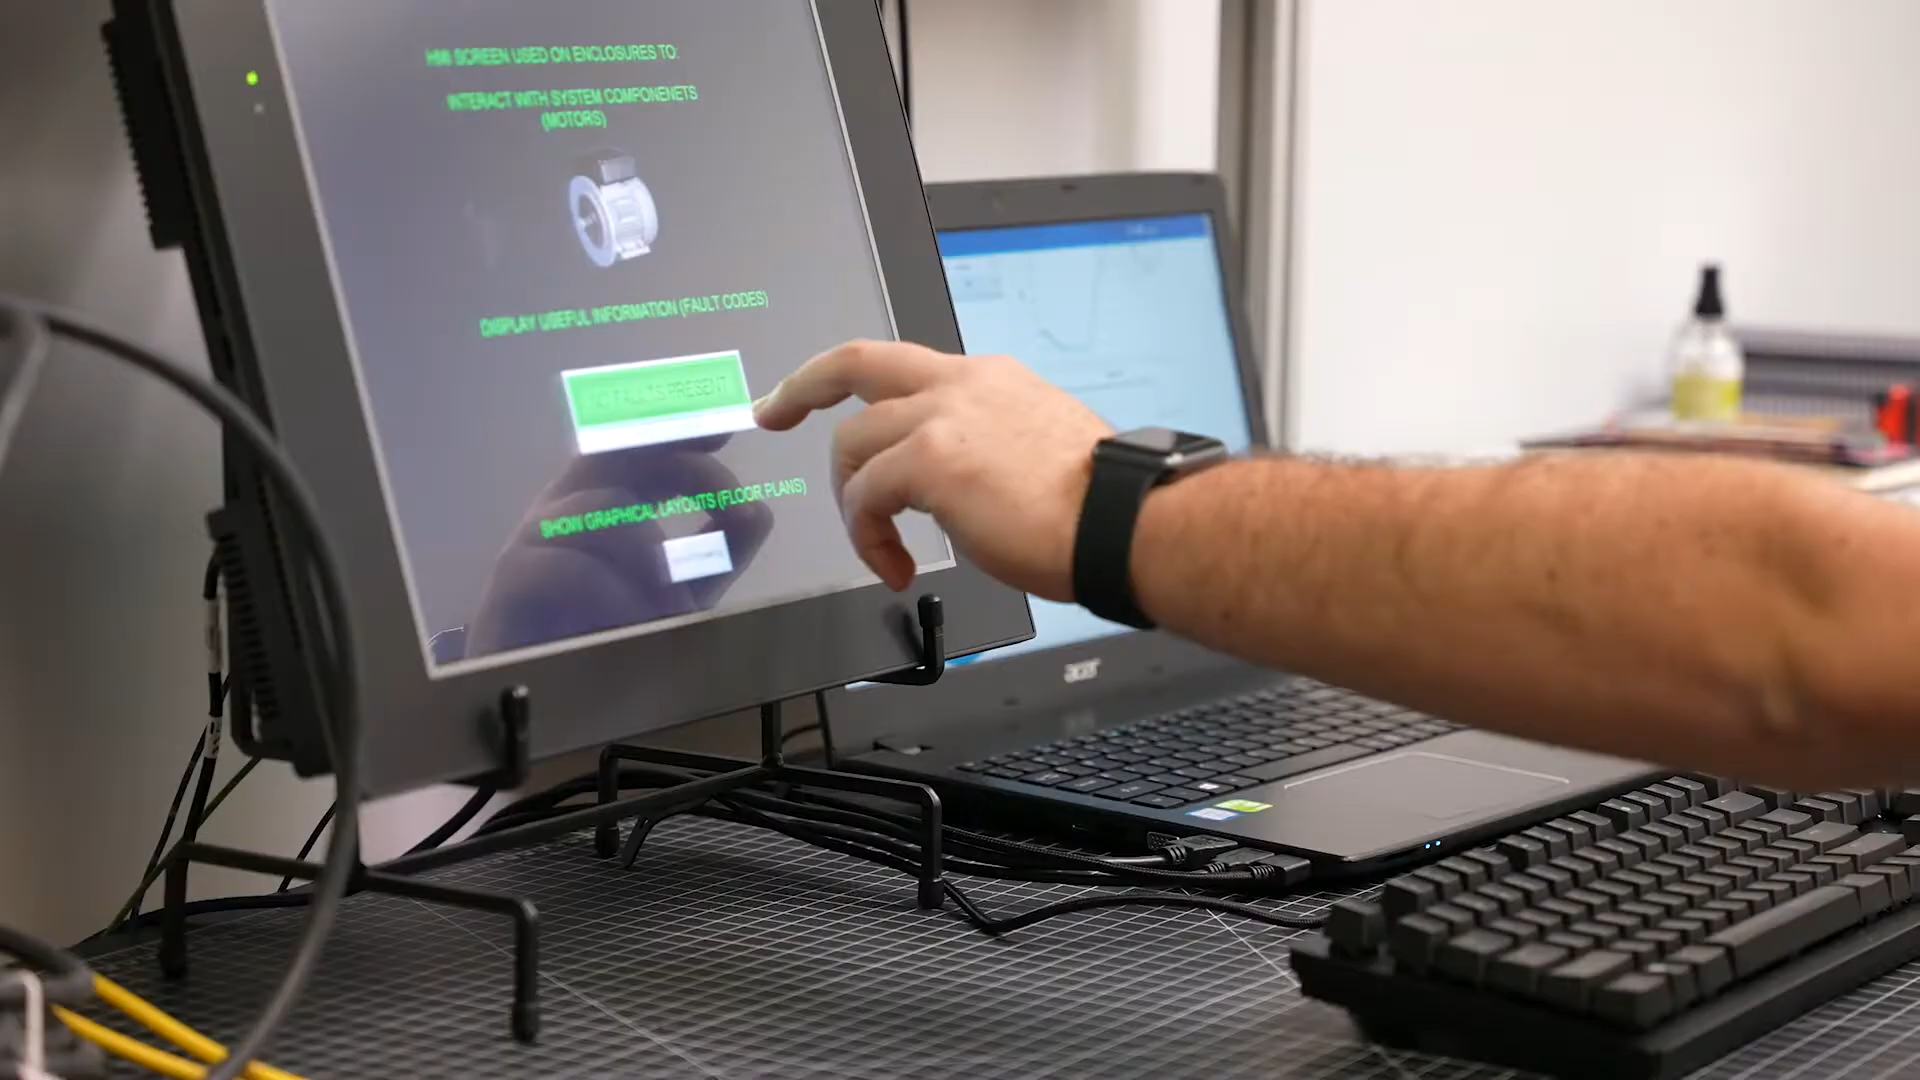 HMI SCREEN USED ON ENCLOSURES TO:
INTERACT WITH SYSTEM COMPONENETS
(MOTORS)
DISPLAY USEFUL INFORMATION (FAULT CODES)
NO FAULTS PRESENT
SHOW GRAPHICAL LAYOUTS (FLOOR PLANS)
acer